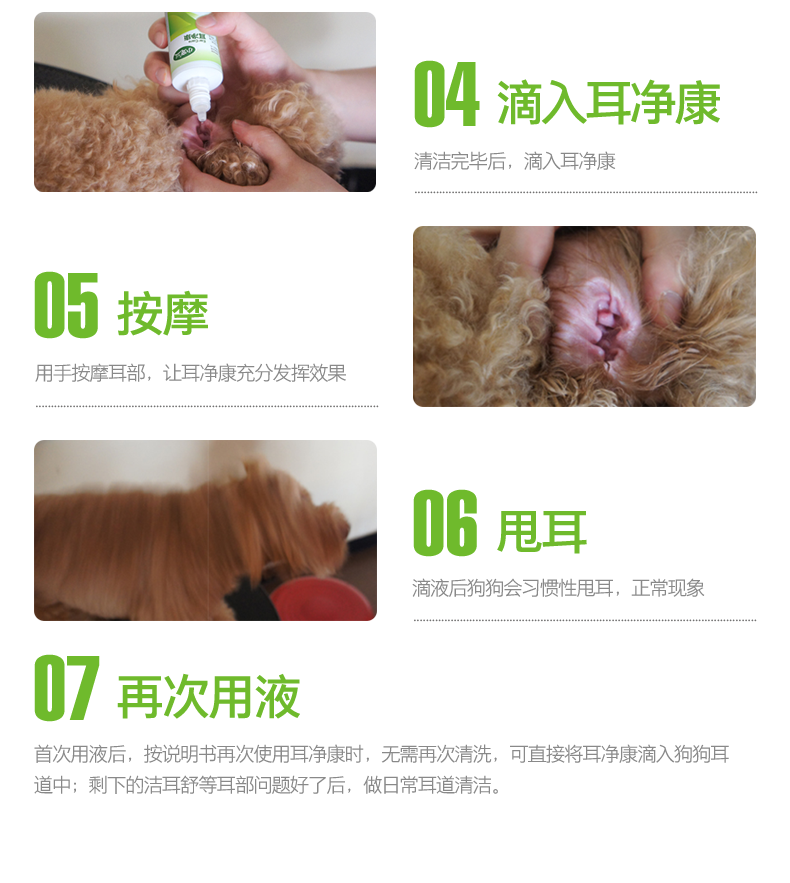 04 滴入耳净康
清洁完毕后，滴入耳净康
05 按摩
用手按摩耳部，让耳净康充分发挥效果
06 甩耳
滴液后狗狗会习惯性甩耳，正常现象
07 再次用液
首次用液后，按说明书再次使用耳净康时，无需再次清洗，可直接将耳净康滴入狗狗耳
道中；剩下的洁耳舒等耳部问题好了后，做日常耳道清洁。